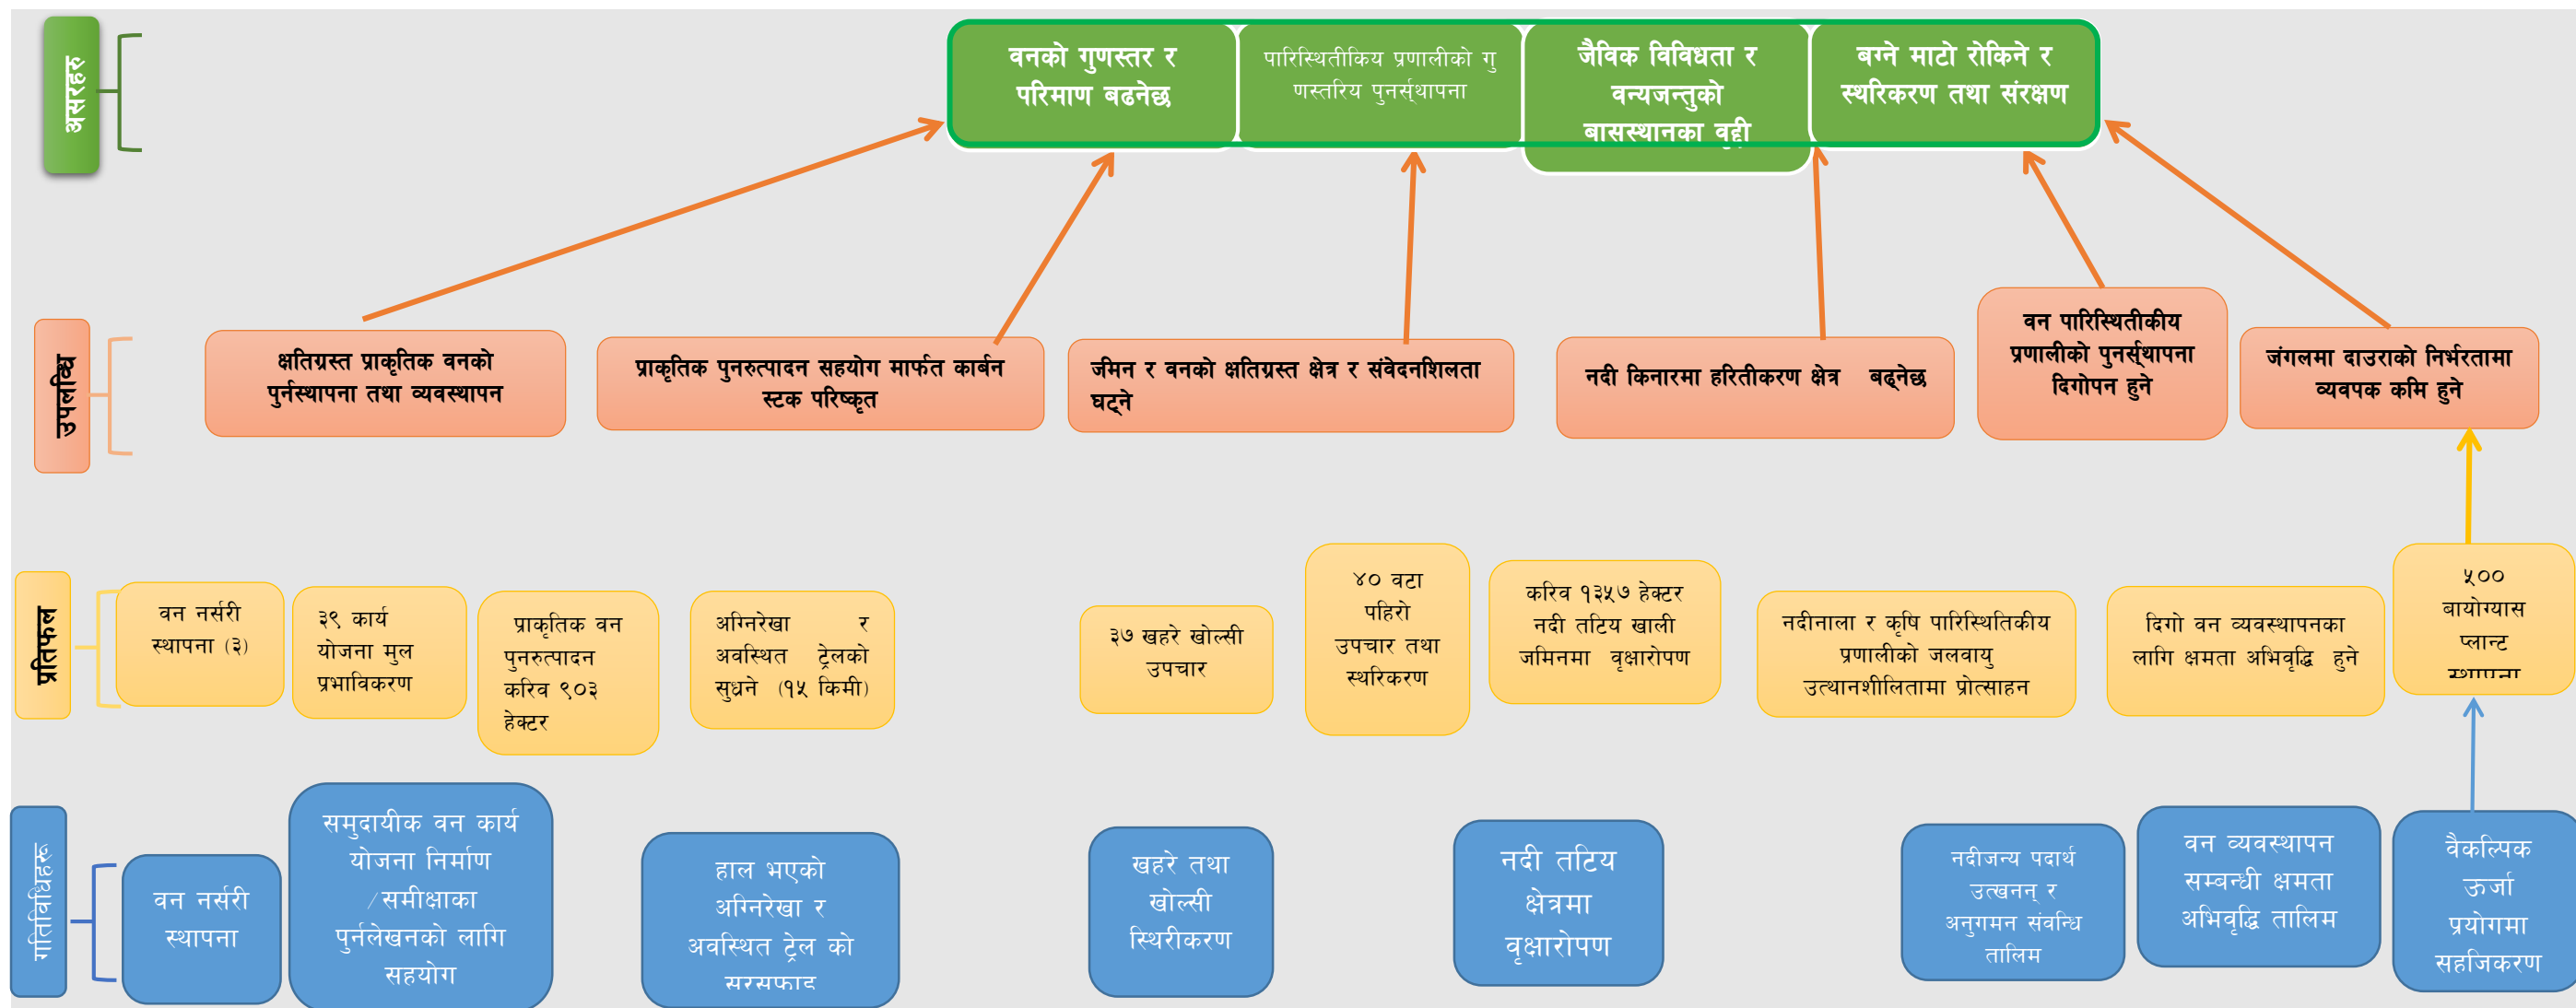 असरहरु
वनको गुणस्तर र
परिमाण बढनेछ
पारिस्थितीकिय प्रणालीको गु
णस्तरिय पुनर्स्थापना
जैविक विविधता र
वन्यजन्तुको
बासस्थानका वृद्दी
बग्ने माटो रोकिने र
स्थरिकरण तथा संरक्षण
उपलव्धि
क्षतिग्रस्त प्राकृतिक वनको
पुर्नस्थापना तथा व्यवस्थापन
प्राकृतिक पुनरुत्पादन सहयोग मार्फत कार्बन
स्टक परिष्कृत
जमिन र वनको क्षतिग्रस्त क्षेत्र र संवेदनशिलता
घट्ने
नदी किनारमा हरितीकरण क्षेत्र बढ्नेछ
वन पारिस्थितीकीय
प्रणालीको पुनर्स्थापना
दिगोपन हुने
जंगलमा दाउराको निर्भरतामा
व्यवपक कमि हुने
प्रतिफल
वन नर्सरी
स्थापना (३)
३९ कार्य
योजना मुल
प्रभाविकरण
प्राकृतिक वन
पुनरुत्पादन
करिव ९०३
हेक्टर
अग्निरेखा र
अवस्थित ट्रेलको
सुध्रने (१५ किमी)
३७ खहरे खोल्सी
उपचार
४० वटा
पहिरो
उपचार तथा
स्थरिकरण
करिव १३५७ हेक्टर
नदी तटिय खाली
जमिनमा वृक्षारोपण
नदीनाला र कृषि पारिस्थितिकीय
प्रणालीको जलवायु
उत्थानशीलितामा प्रोत्साहन
दिगो वन व्यवस्थापनका
लागि क्षमता अभिवृद्धि हुने
५००
बायोग्यास
प्लान्ट
स्थापना
गतिविधिहरू
वन नर्सरी
स्थापना
समुदायीक वन कार्य
योजना निर्माण
/समीक्षाका
पुर्नलेखनको लागि
सहयोग
हाल भएको
अग्निरेखा र
अवस्थित ट्रेल को
सरसफाइ
खहरे तथा
खोल्सी
स्थिरीकरण
नदी तटिय
क्षेत्रमा
वृक्षारोपण
नदीजन्य पदार्थ
उत्खनन् र
अनुगमन संवन्धि
तालिम
वन व्यवस्थापन
सम्बन्धी क्षमता
अभिवृद्धि तालिम
वैकल्पिक
ऊर्जा
प्रयोगमा
सहजिकरण